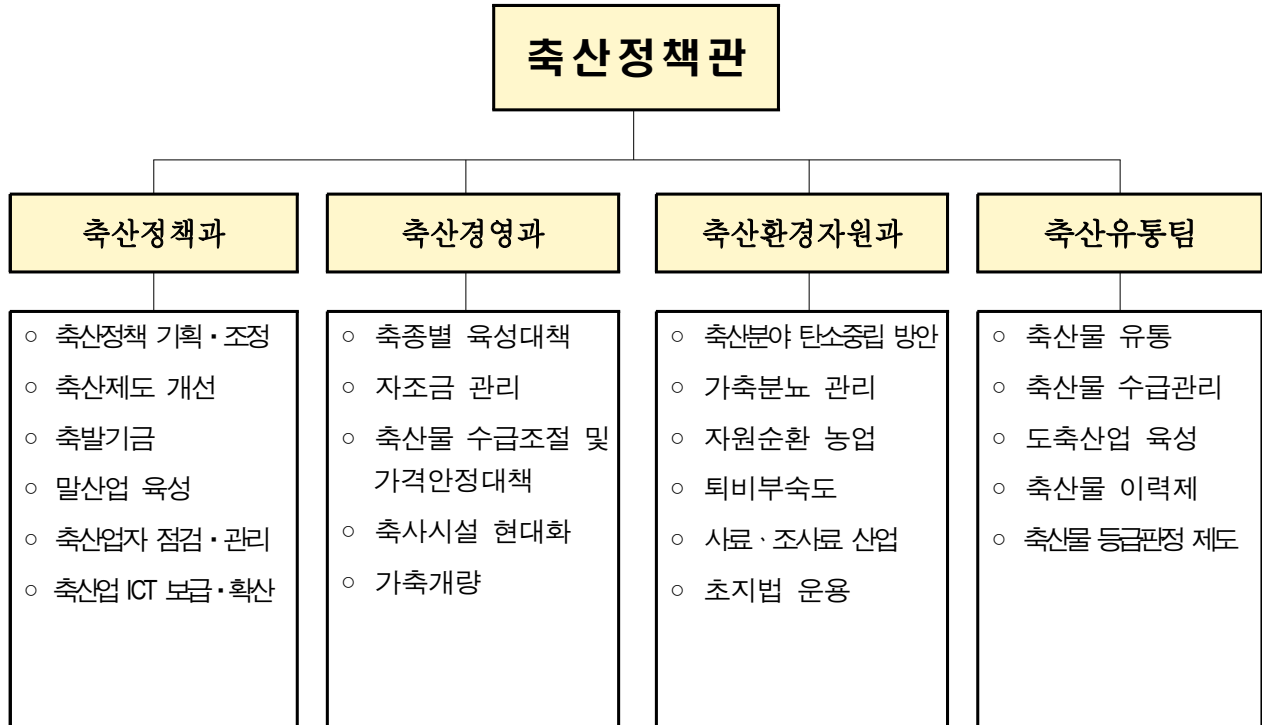 축산정책관
축산정책과
축산경영과
축산환경자원과
축산유통팀
○ 축산정책 기획·조정
○ 축산제도 개선
○ 축발기금
○ 말산업 육성
○ 축산업자 점검·관리
○ 축산업 ICT 보급·확산
○ 축종별 육성대책
○ 자조금 관리
○ 축산물 수급조절 및
가격안정대책
○ 축사시설 현대화
○ 가축개량
○ 축산분야 탄소중립 방안
○ 가축분뇨 관리
○ 자원순환 농업
○ 퇴비부숙도
○ 사료‧조사료 산업
○ 초지법 운용
○ 축산물 유통
○ 축산물 수급관리
○ 도축산업 육성
○ 축산물 이력제
○ 축산물 등급판정 제도